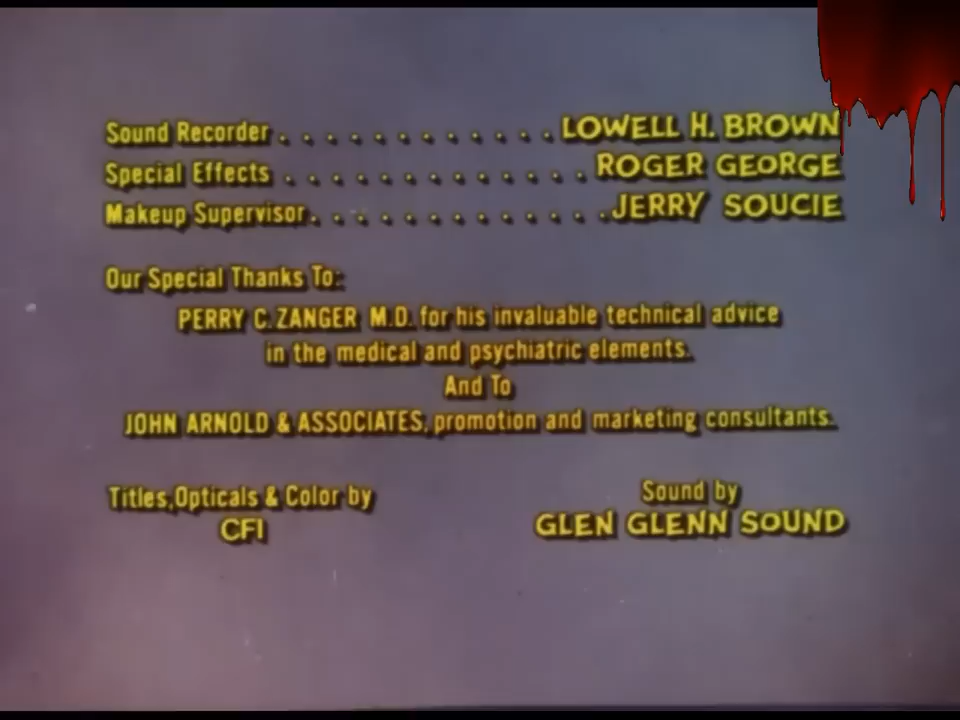 Sound Recorder . . . . . . . . . . . . LOWELL H. BROWN
Special Effects . . . . . . . . . . . . . ROGER GEORGE
Makeup Supervisor . . . . . . . . . . . . . JERRY SOUCIE
Our Special Thanks To:
PERRY C. ZANGER M.D. for his invaluable technical advice
in the medical and psychiatric elements.
And To
JOHN ARNOLD & ASSOCIATES, promotion and marketing consultants.
Titles, Opticals & Color by
CFI
Sound by
GLEN GLENN SOUND